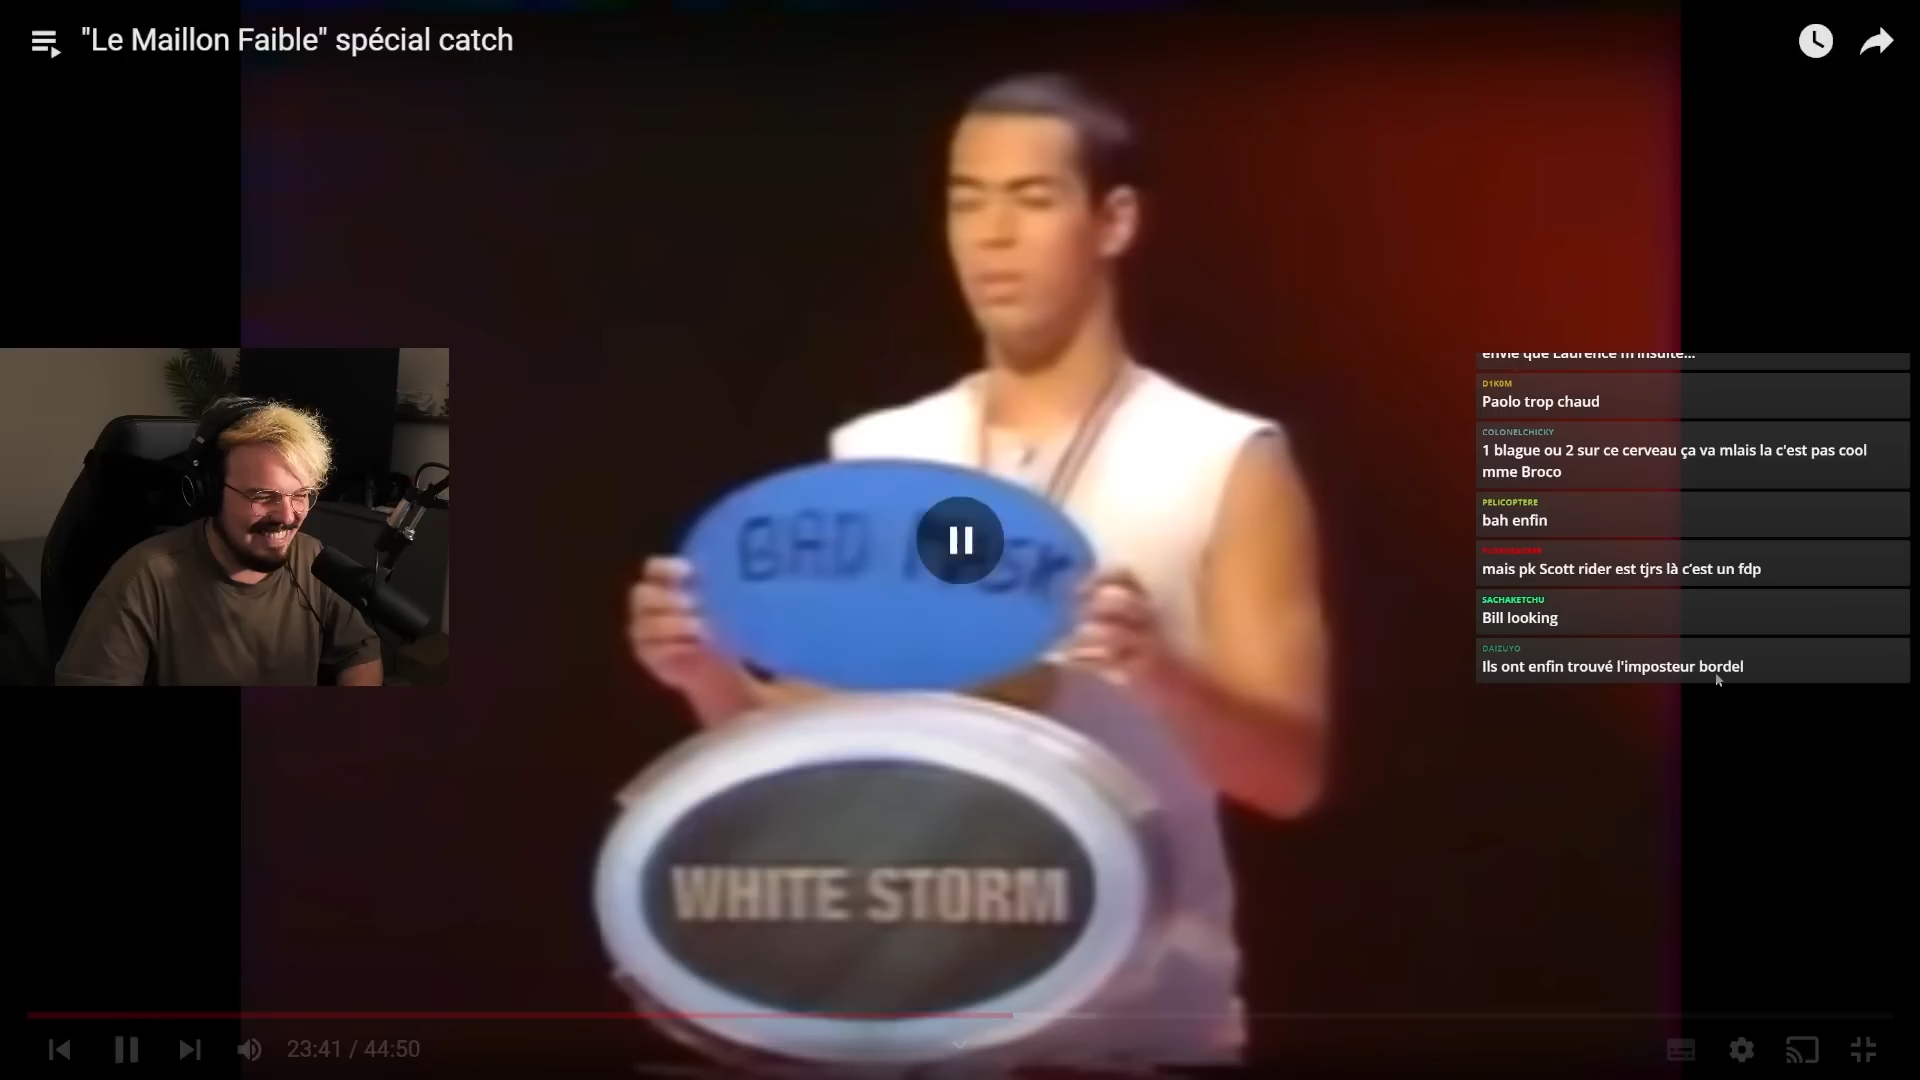 "Le Maillon Faible" spécial catch
BAD
WHITE STORM
D1K0M
Paolo trop chaud
COLONELCHICKY
1 blague ou 2 sur ce cerveau ça va mlais la c'est pas cool
mme Broco
PELICOPTERE
bah enfin
mais pk Scott rider est tjrs là c’est un fdp
SACHAKETCHU
Bill looking
DAIZUYO
Ils ont enfin trouvé l'imposteur bordel
23:41 / 44:50